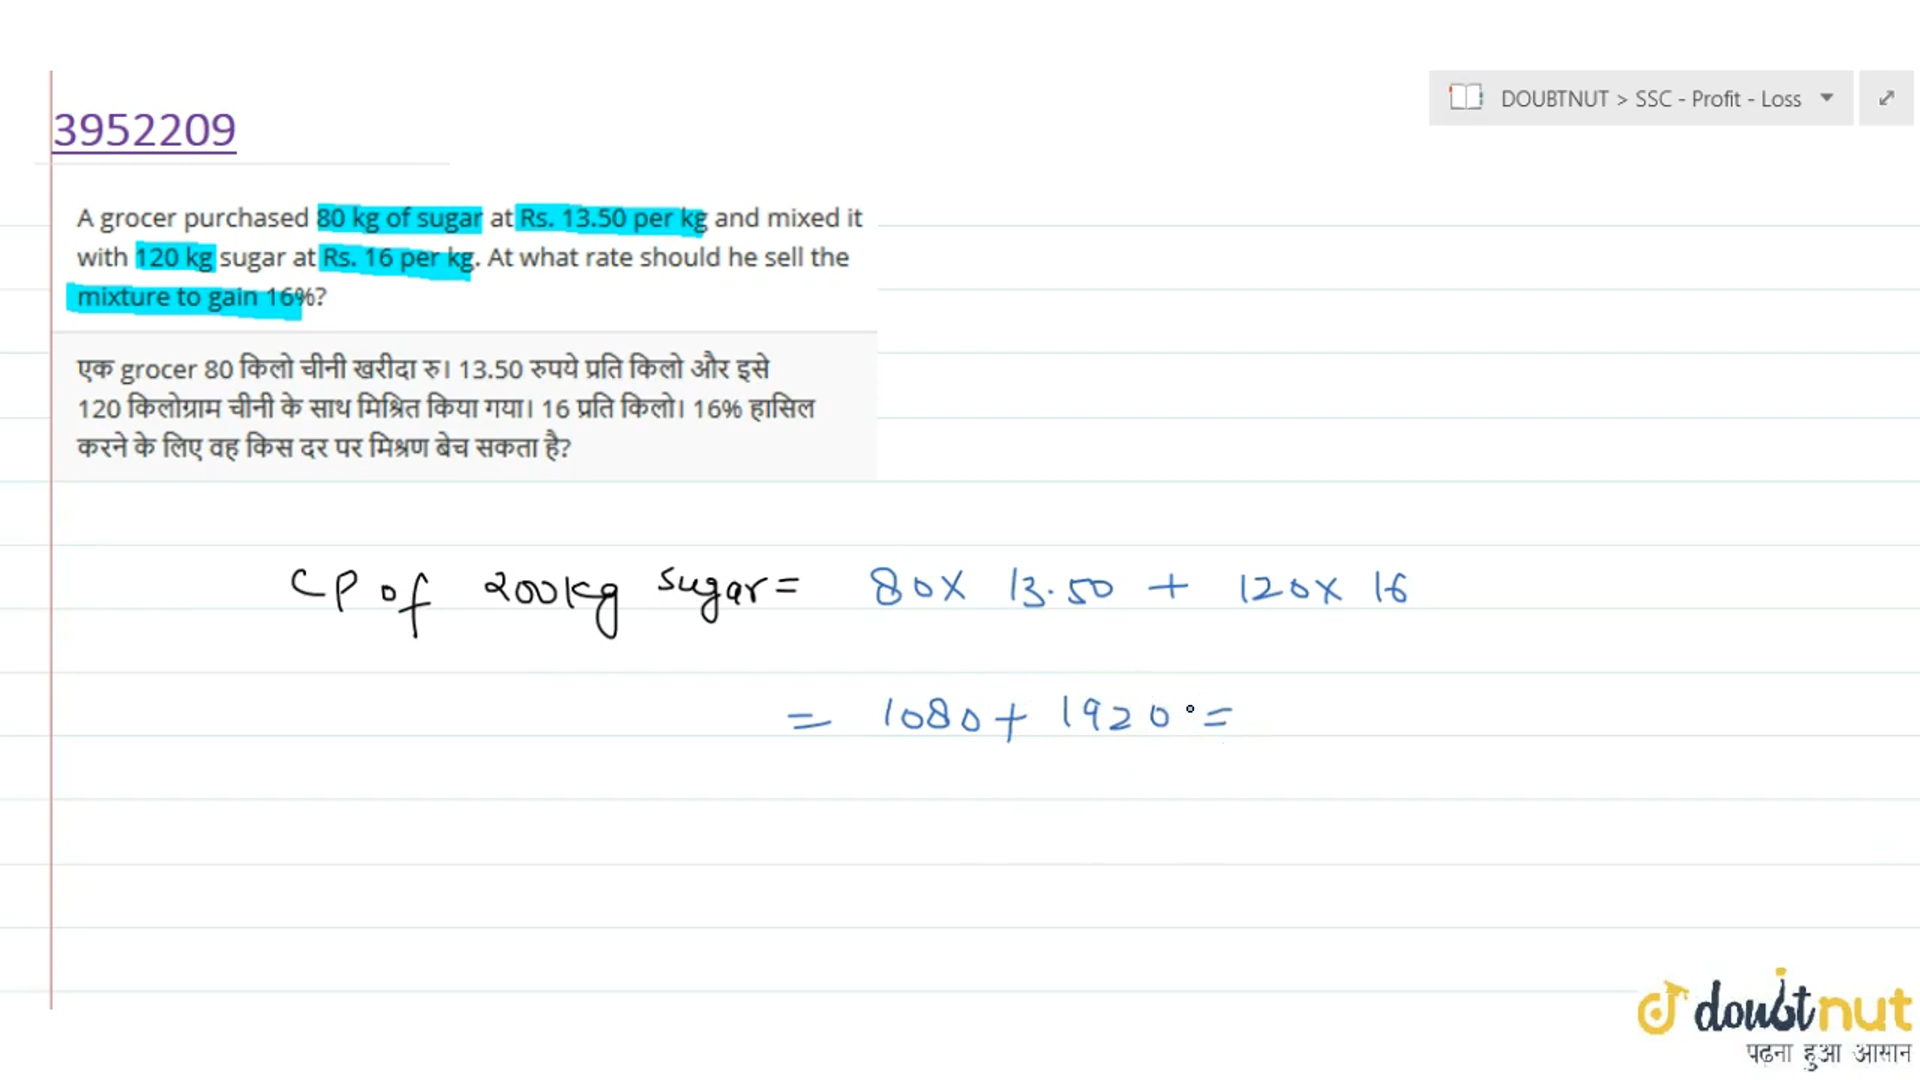 DOUBTNUT > SSC - Profit - Loss
3952209
A grocer purchased 80 kg of sugar at Rs. 13.50 per kg and mixed it
with 120 kg sugar at Rs. 16 per kg. At what rate should he sell the
mixture to gain 16%?
एक grocer 80 किलो चीनी खरीदा रु। 13.50 रुपये प्रति किलो और इसे
120 किलोग्राम चीनी के साथ मिश्रित किया गया। 16 प्रति किलो। 16% हासिल
करने के लिए वह किस दर पर मिश्रण बेच सकता है?
CP of 200kg sugar = 80x 13.50 + 120x 16
= 1080+ 1920 =
doubtnut
पढ़ना हुआ आसान